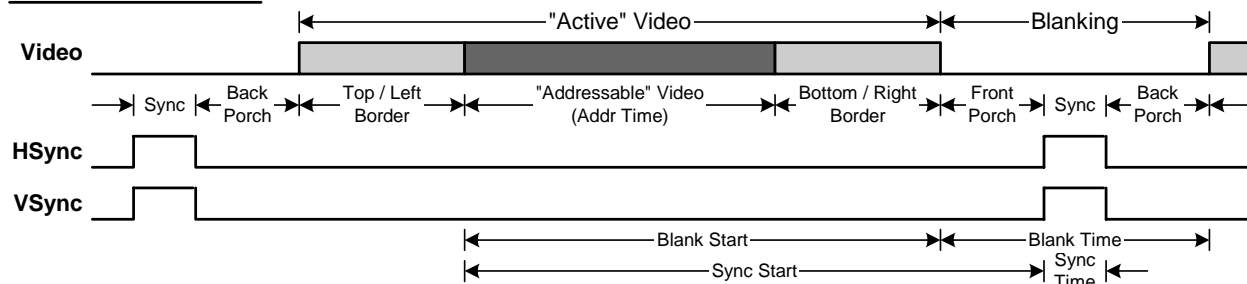 "Active" Video
Blanking
Video
Sync
Back
Porch
Top / Left
Border
"Addressable" Video
(Addr Time)
Bottom / Right
Border
Front
Porch
Sync
Back
Porch
HSync
VSync
Blank Start
Blank Time
Sync Start
Sync
Time